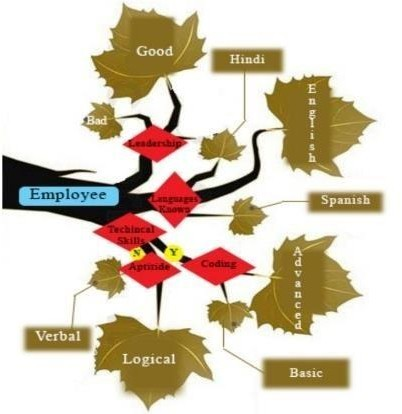 Good
Hindi
English
Bad
Leadership
Employee
Languages
Known
Spanish
Techincal
Skills
N
Y
Aptitide
Coding
Advanced
Verbal
Logical
Basic